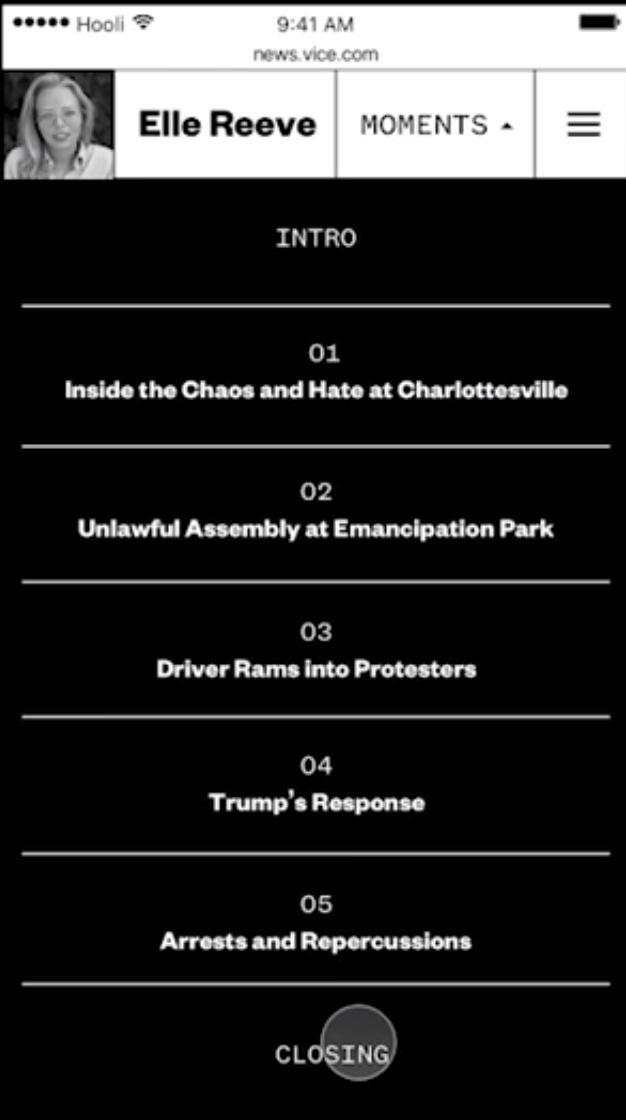 Hooli
9:41 AM
news.vice.com
Elle Reeve
MOMENTS
INTRO
01
Inside the Chaos and Hate at Charlottesville
02
Unlawful Assembly at Emancipation Park
03
Driver Rams into Protesters
04
Trump's Response
05
Arrests and Repercussions
CLOSING